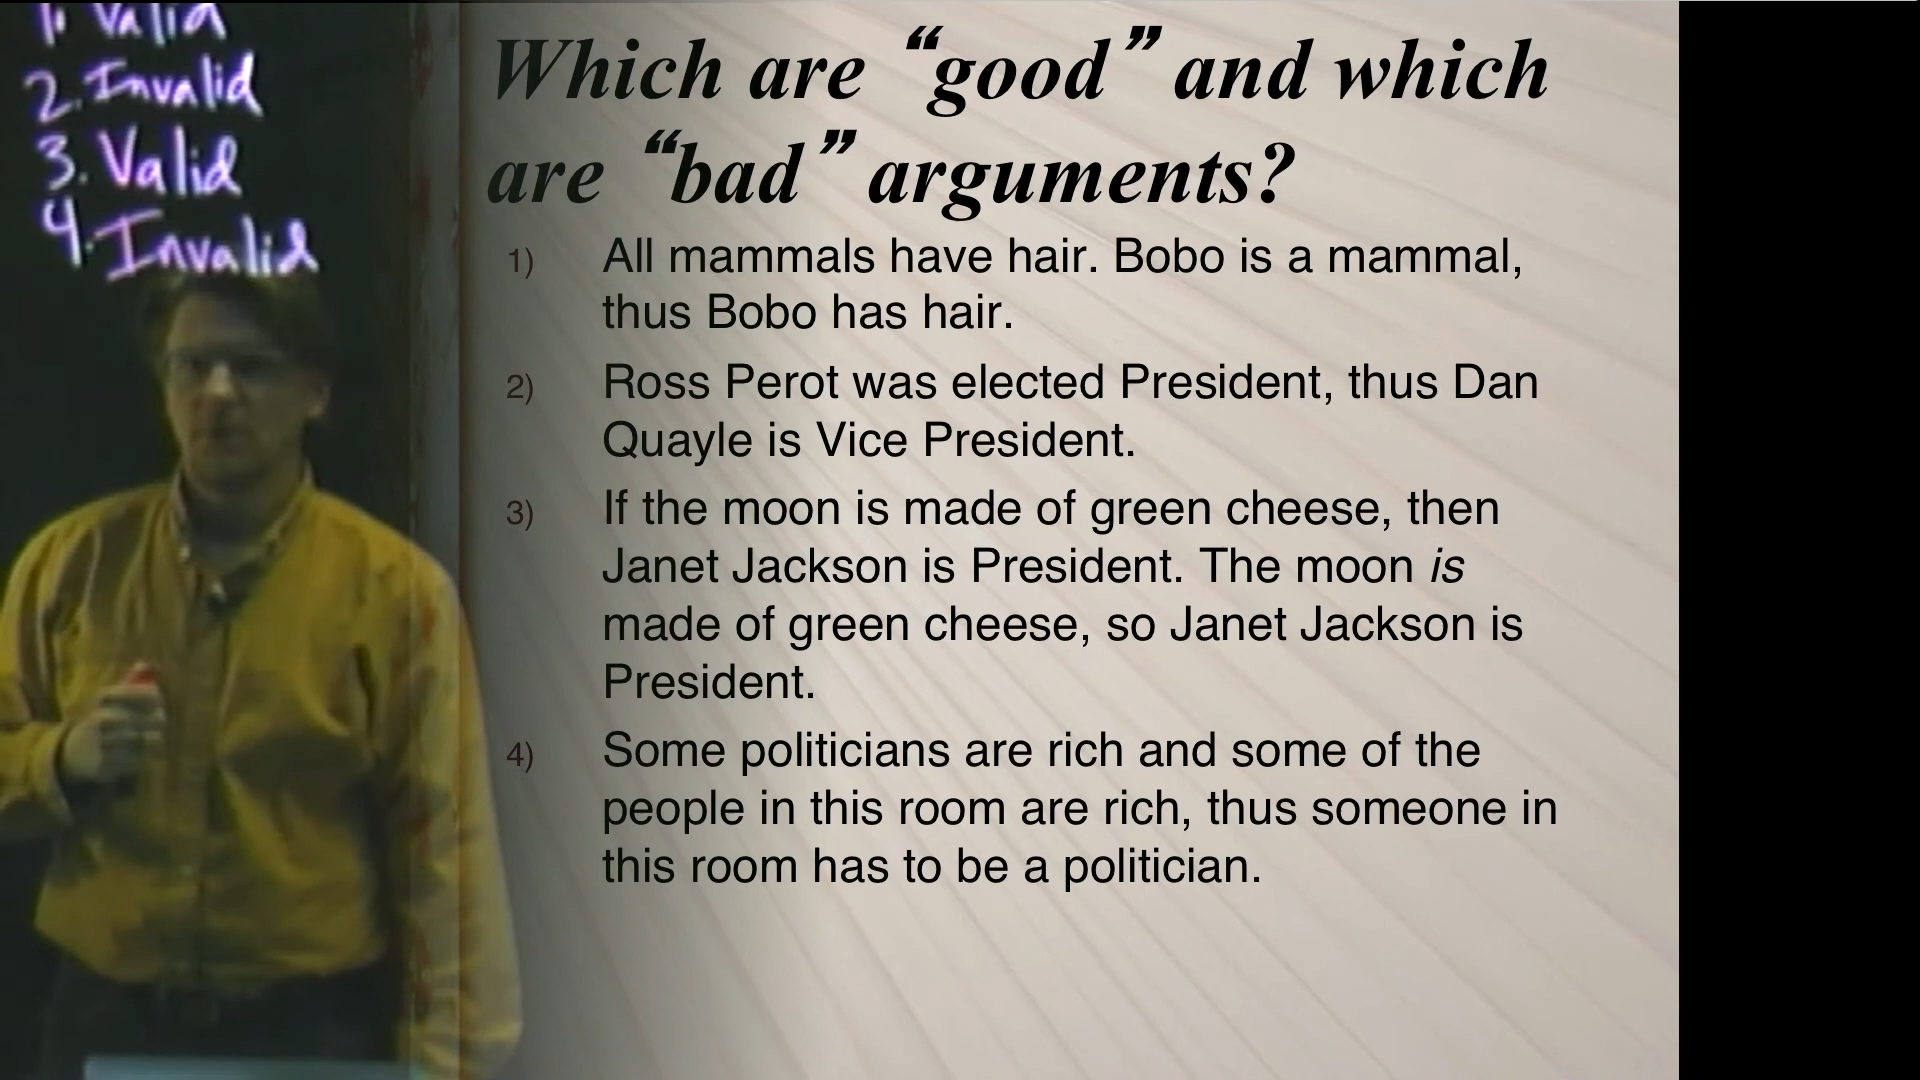 1. Valid
2. Invalid
3. Valid
4. Invalid
Which are “good” and which
are “bad” arguments?
1) All mammals have hair. Bobo is a mammal,
thus Bobo has hair.
2) Ross Perot was elected President, thus Dan
Quayle is Vice President.
3) If the moon is made of green cheese, then
Janet Jackson is President. The moon is
made of green cheese, so Janet Jackson is
President.
4) Some politicians are rich and some of the
people in this room are rich, thus someone in
this room has to be a politician.